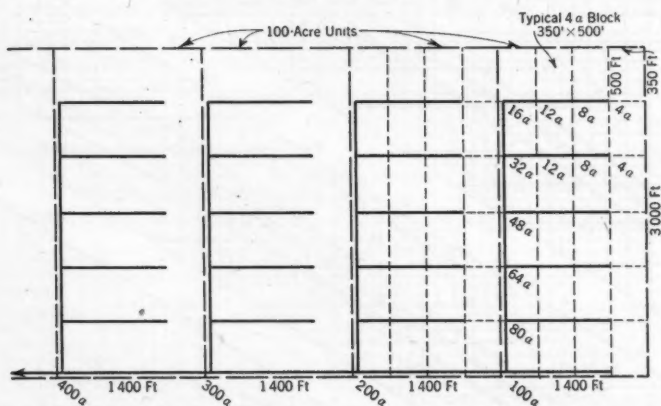 100-Acre Units
Typical 4 a Block
350' × 500'
500 Ft
350 Ft
16a 12a 8a 4a
32a 12a 8a 4a
48a
3000 Ft
64a
80a
1400 Ft 1400 Ft 1400 Ft 1400 Ft
400a 300a 200a 100a